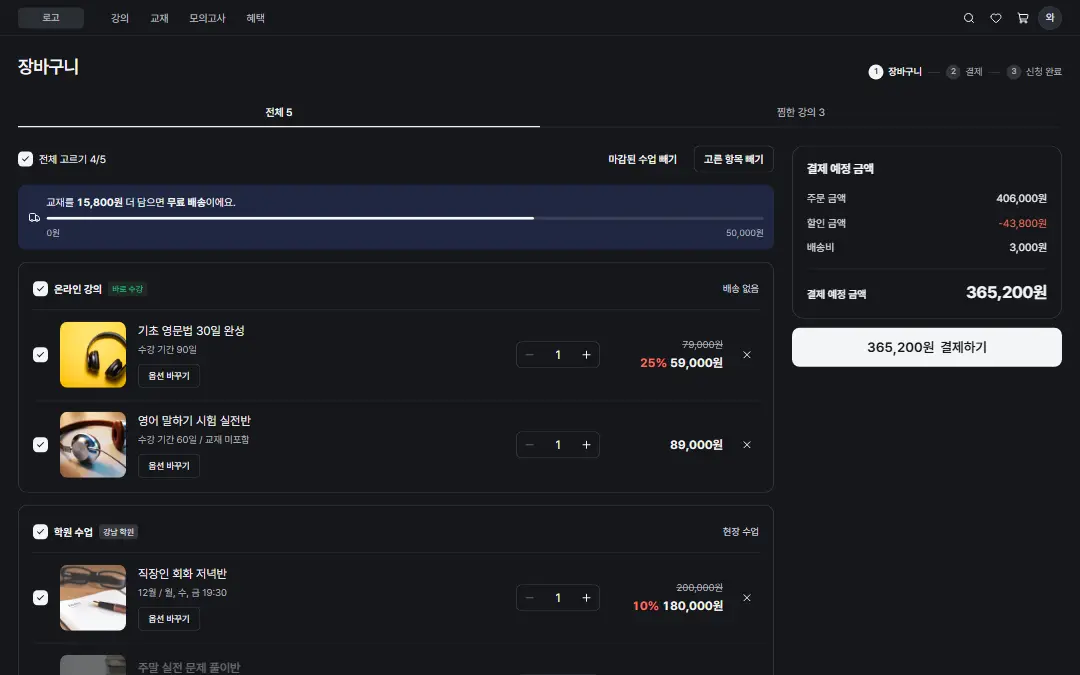 로고
강의 교재 모의고사 혜택
와
장바구니
1 장바구니 — 2 결제 — 3 신청 완료
전체 5
찜한 강의 3
전체 고르기 4/5
마감된 수업 빼기
고른 항목 빼기
교재를 15,800원 더 담으면 무료 배송이에요.
0원
50,000원
온라인 강의 바로 수강
배송 없음
기초 영문법 30일 완성
수강 기간 90일
옵션 바꾸기
1
79,000원
25% 59,000원
영어 말하기 시험 실전반
수강 기간 60일 / 교재 미포함
옵션 바꾸기
1
89,000원
학원 수업 강남 학원
현장 수업
직장인 회화 저녁반
12월 / 월, 수, 금 19:30
옵션 바꾸기
1
200,000원
10% 180,000원
주말 실전 문제 풀이반
결제 예정 금액
주문 금액 406,000원
할인 금액 -43,800원
배송비 3,000원
결제 예정 금액 365,200원
365,200원 결제하기